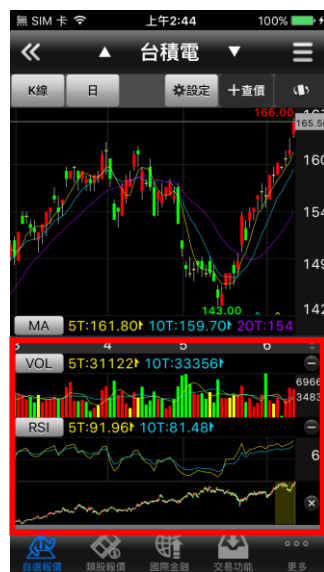 無 SIM 卡 上午2:44 100%
台積電
K線 日 設定 十查價
166.00
165.50
160
154
149
143.00
142
MA 5T:161.80 10T:159.70 20T:154
3 4 5 6
VOL 5T:31122 10T:33356
6966
3483
RSI 5T:91.96 10T:81.48
6
自選報價 類股報價 國際金融 交易功能 更多